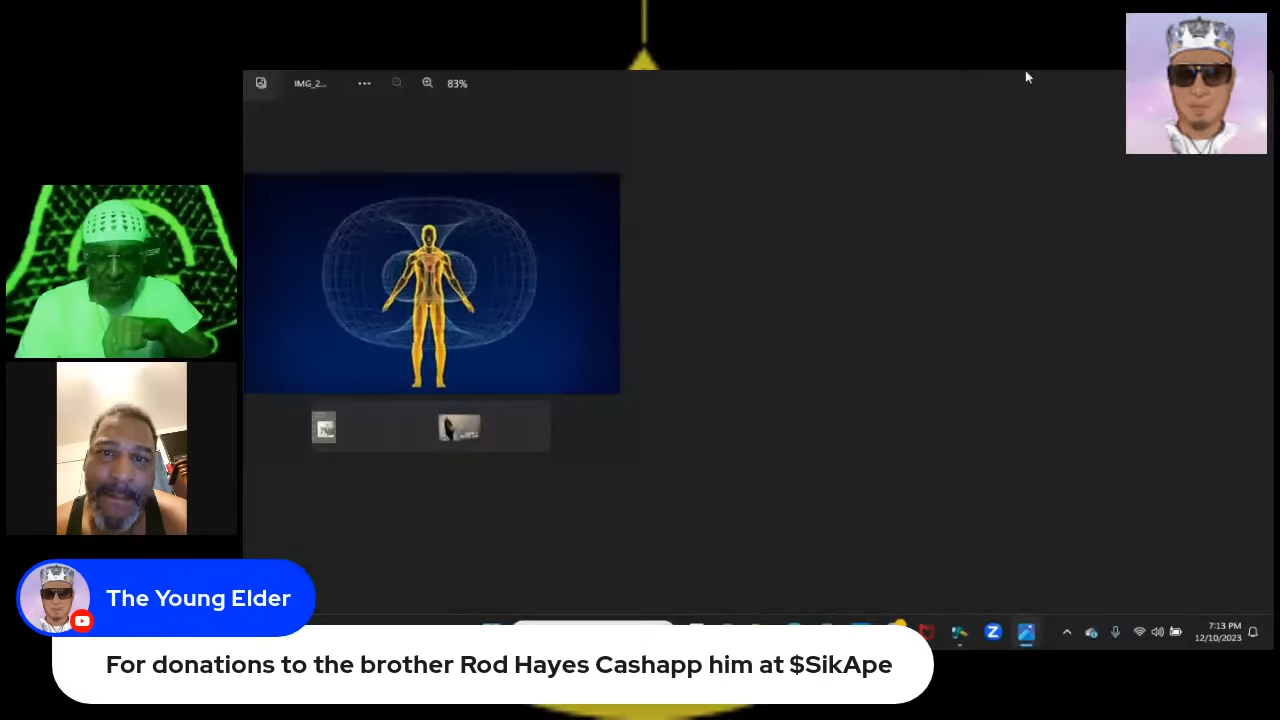 IMG_2...
83%
7:13 PM
12/10/2023
The Young Elder
For donations to the brother Rod Hayes Cashapp him at $SikApe